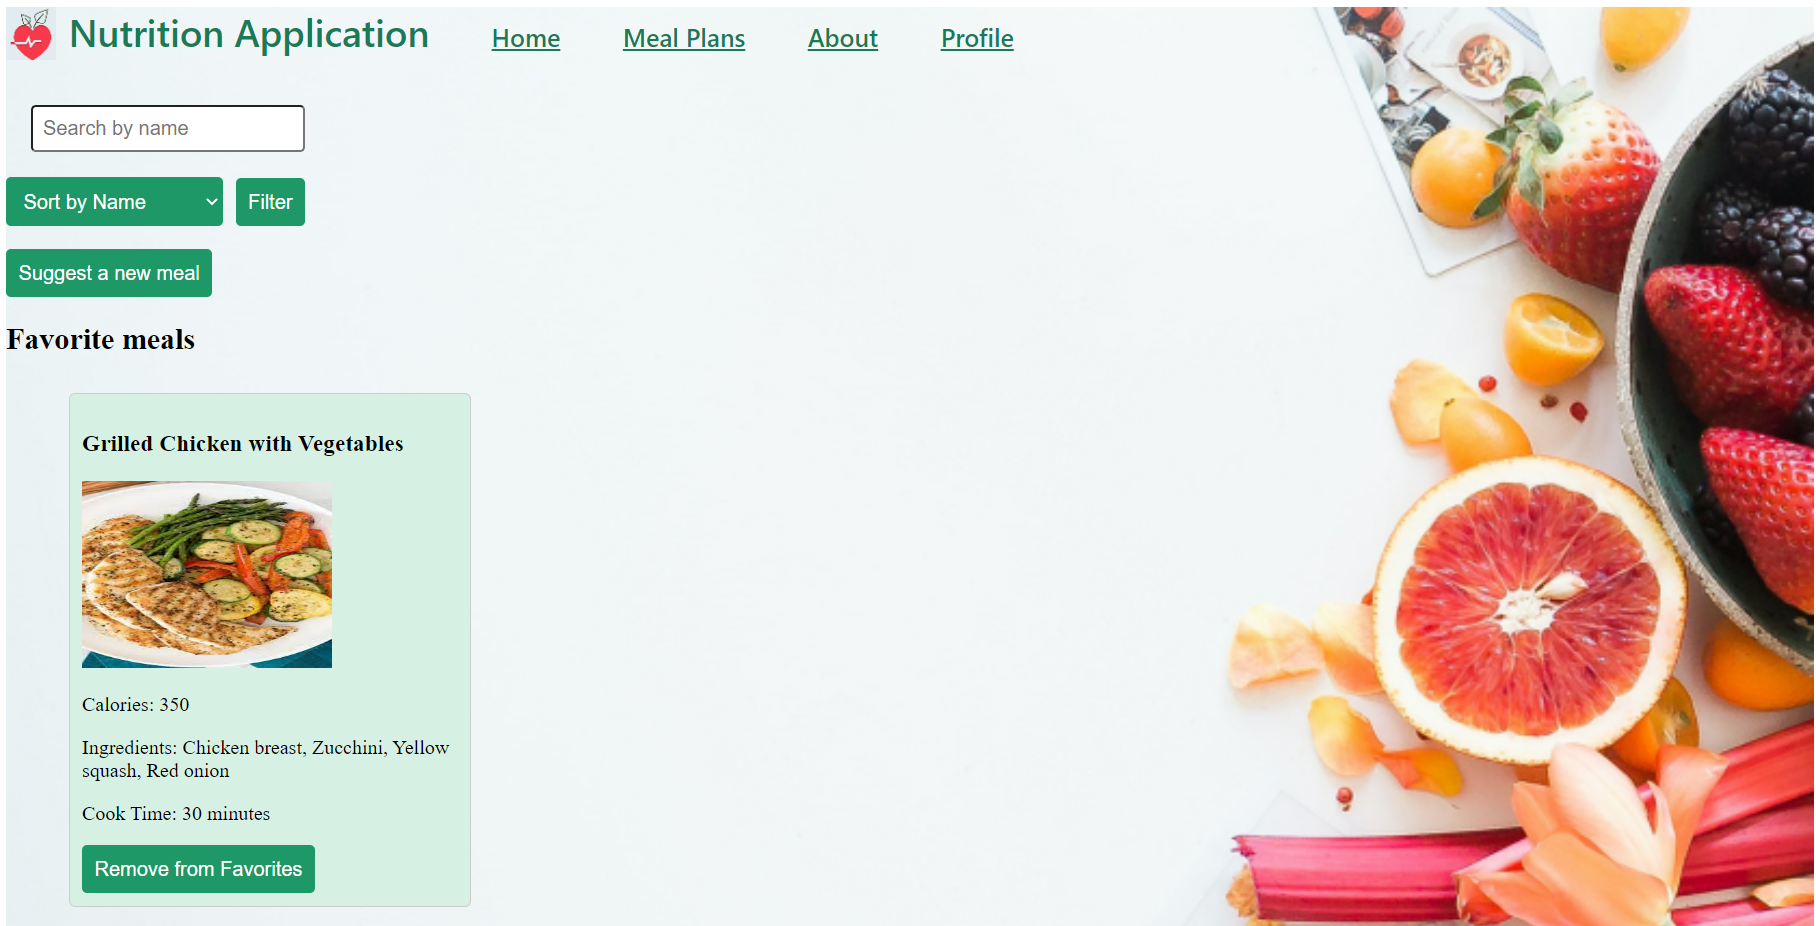 Nutrition Application
Home
Meal Plans
About
Profile
Search by name
Sort by Name
Filter
Suggest a new meal
Favorite meals
Grilled Chicken with Vegetables
Calories: 350
Ingredients: Chicken breast, Zucchini, Yellow
squash, Red onion
Cook Time: 30 minutes
Remove from Favorites